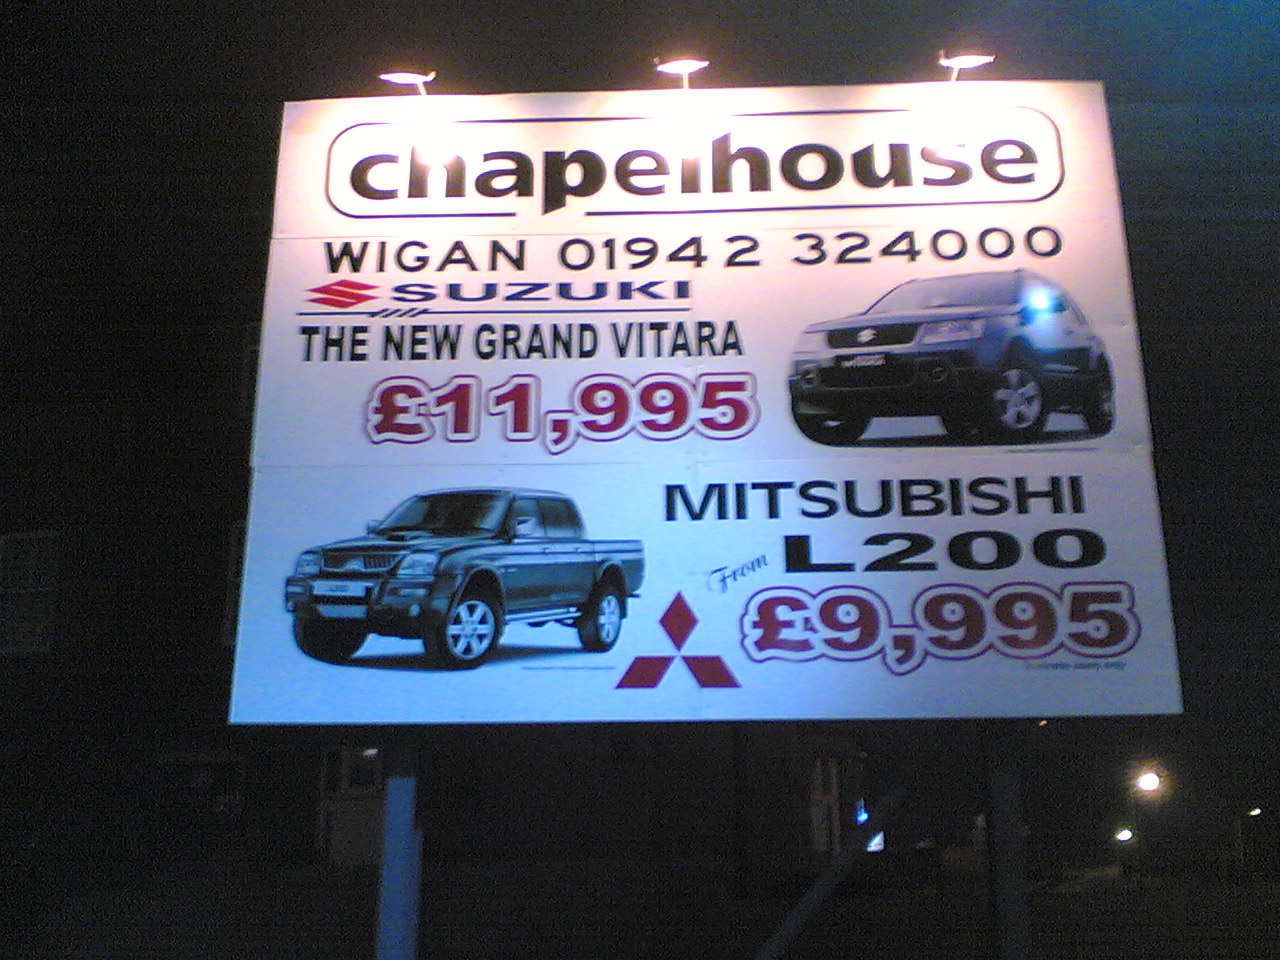 chapelhouse
WIGAN 01942 324000
SUZUKI
THE NEW GRAND VITARA
£11,995
MITSUBISHI
From L200
£9,995